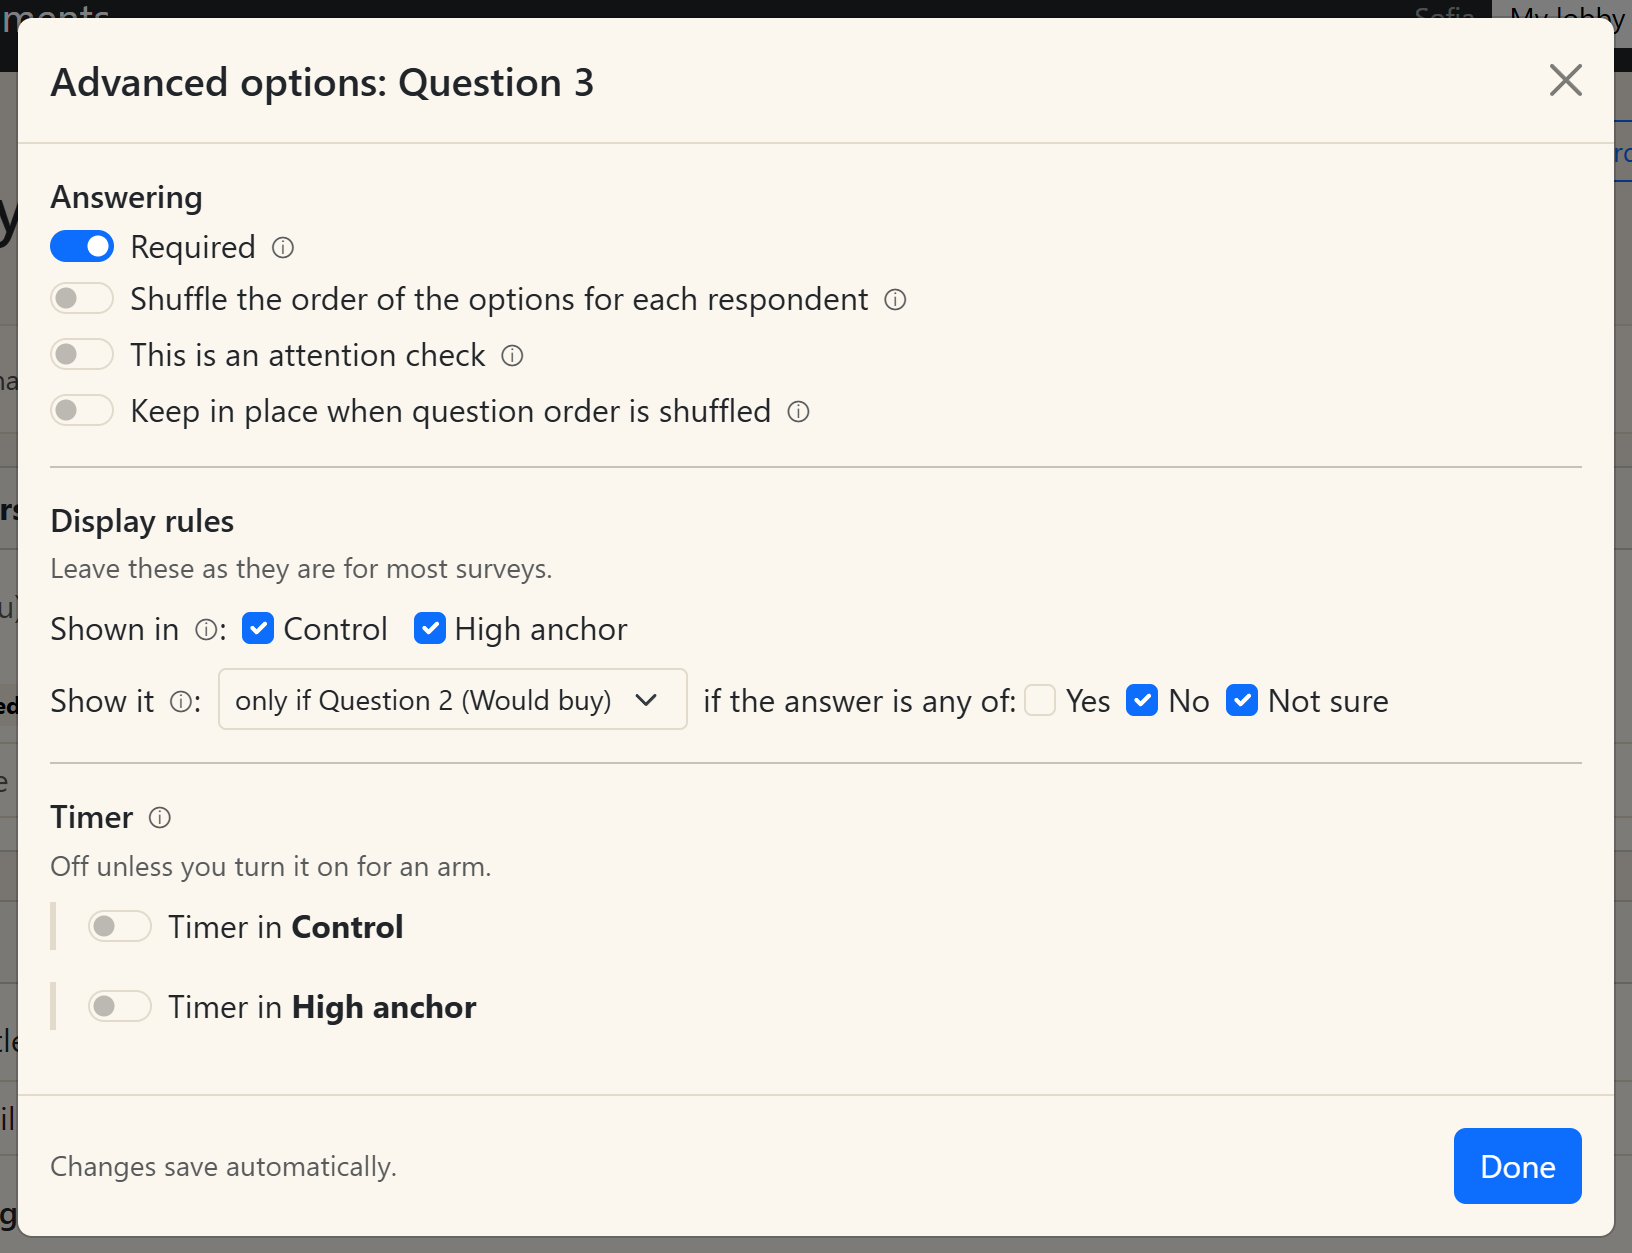 Sofia My lobby
Advanced options: Question 3
Answering
Required
Shuffle the order of the options for each respondent
This is an attention check
Keep in place when question order is shuffled
Display rules
Leave these as they are for most surveys.
Shown in : Control High anchor
Show it : only if Question 2 (Would buy) if the answer is any of: Yes No Not sure
Timer
Off unless you turn it on for an arm.
Timer in Control
Timer in High anchor
Changes save automatically.
Done